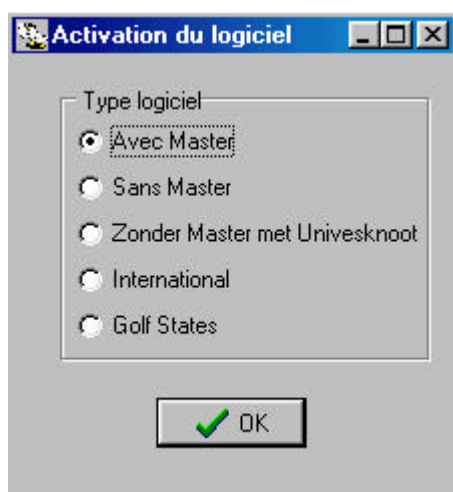 Activation du logiciel
Type logiciel
Avec Master
Sans Master
Zonder Master met Univesknoot
International
Golf States
OK